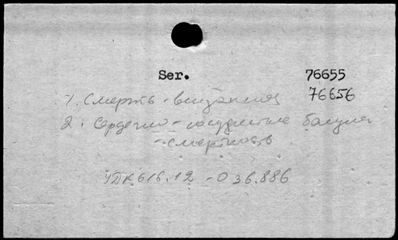 Ser. 76655
76656
1. Смерть - внезапная
2. Сердечно - сосудистые болезни
- смертность
УДК 616.12 - 036.886